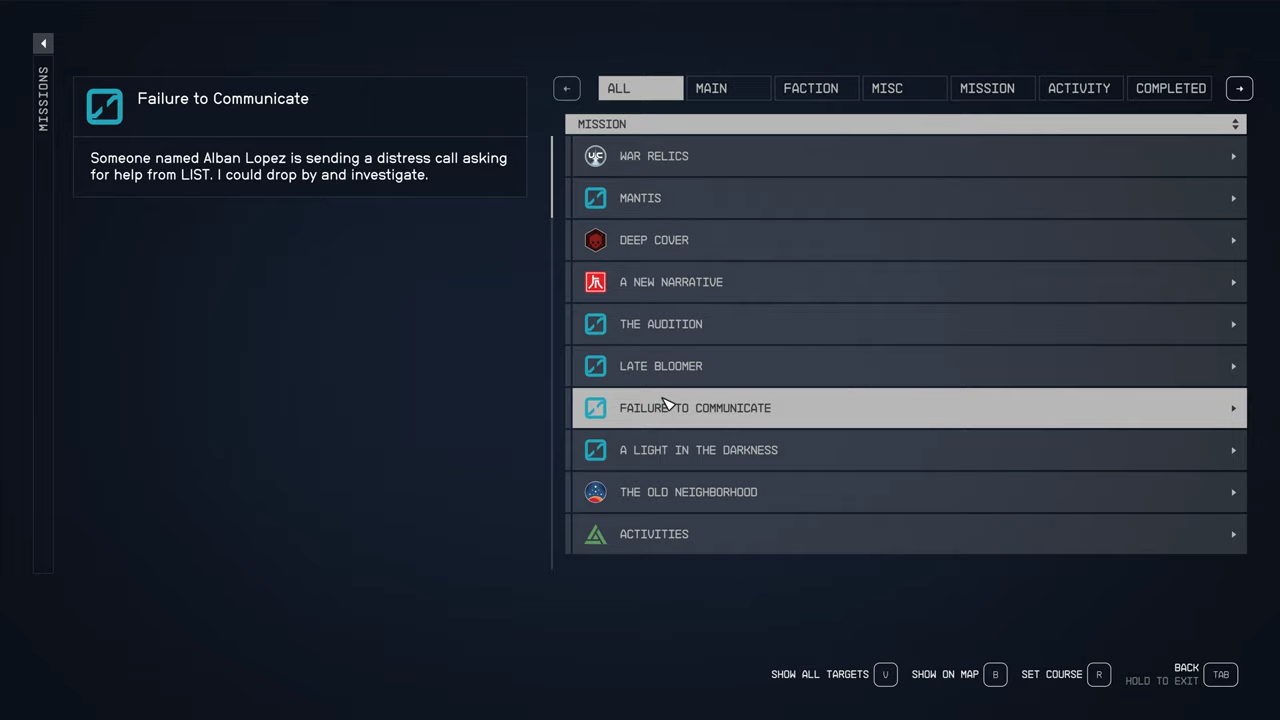 MISSIONS
Failure to Communicate
Someone named Alban Lopez is sending a distress call asking
for help from LIST. I could drop by and investigate.
ALL
MAIN
FACTION
MISC
MISSION
ACTIVITY
COMPLETED
MISSION
UC
WAR RELICS
MANTIS
DEEP COVER
A NEW NARRATIVE
THE AUDITION
LATE BLOOMER
FAILURE TO COMMUNICATE
A LIGHT IN THE DARKNESS
THE OLD NEIGHBORHOOD
ACTIVITIES
SHOW ALL TARGETS V
SHOW ON MAP B
SET COURSE R
BACK
HOLD TO EXIT
TAB